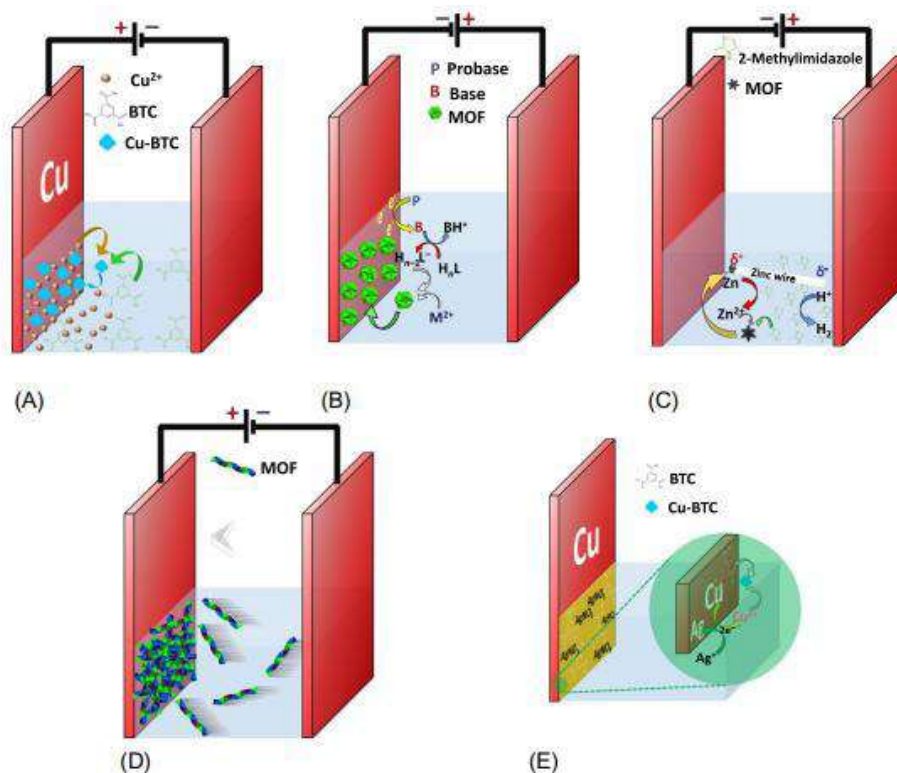 + −
Cu²⁺
BTC
Cu-BTC
Cu
(A)
− +
P Probase
B Base
MOF
P
B BH⁺
HₙL
M²⁺
(B)
− +
2-Methylimidazole
MOF
δ⁺
Zn Zinc wire δ⁻
Zn²⁺ H⁺
H₂
(C)
+ −
MOF
(D)
BTC
Cu-BTC
Cu
Cu
Ag
2e⁻
Ag⁺
(E)